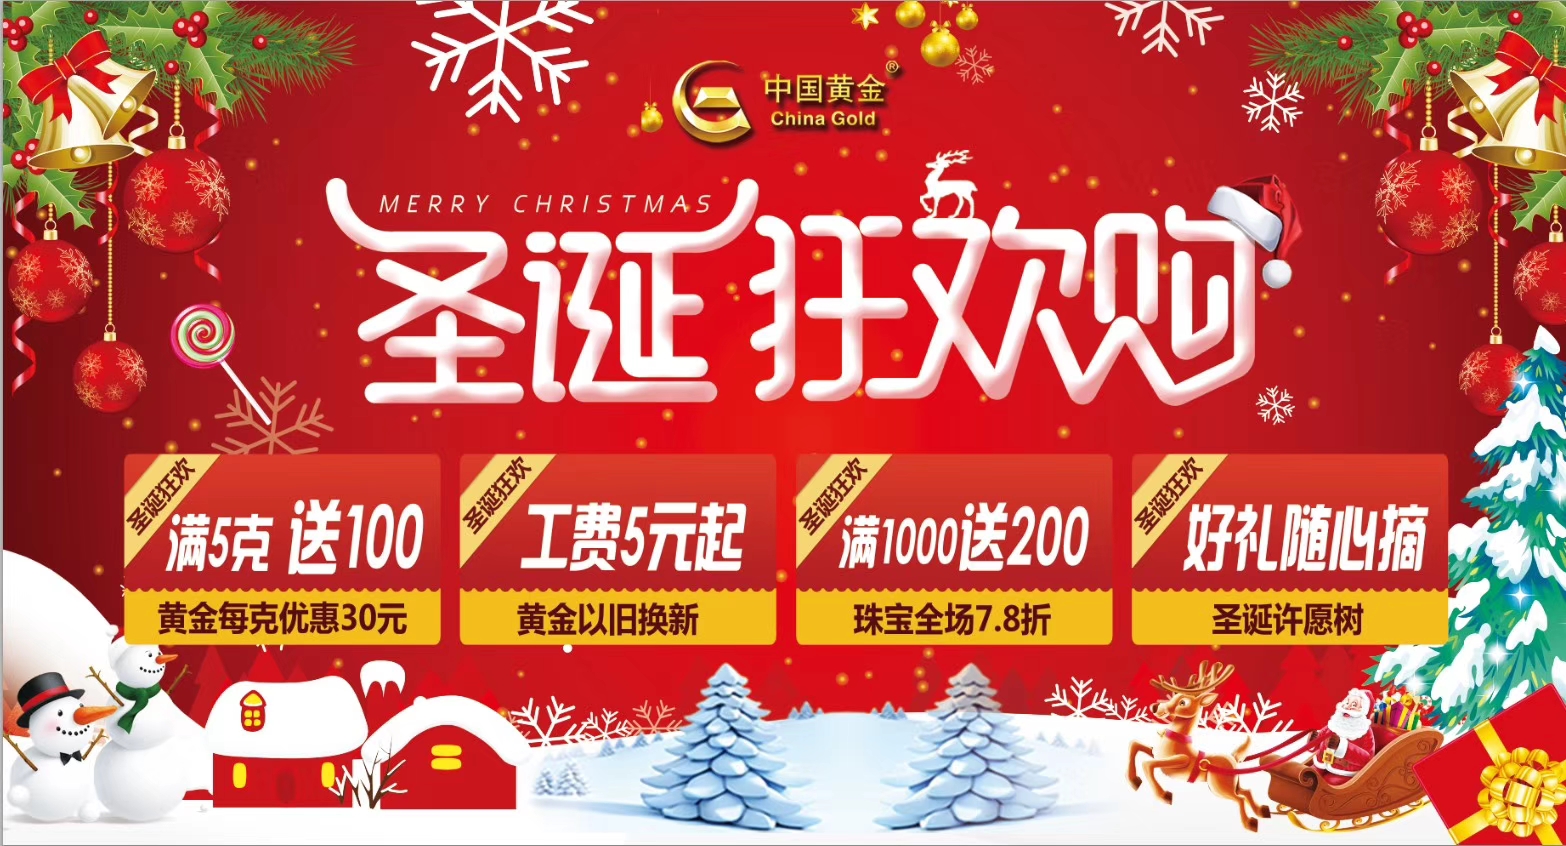 中国黄金®
China Gold
MERRY CHRISTMAS
圣诞狂欢购
圣诞狂欢
满5克 送100
黄金每克优惠30元
圣诞狂欢
工费5元起
黄金以旧换新
圣诞狂欢
满1000送200
珠宝全场7.8折
圣诞狂欢
好礼随心摘
圣诞许愿树